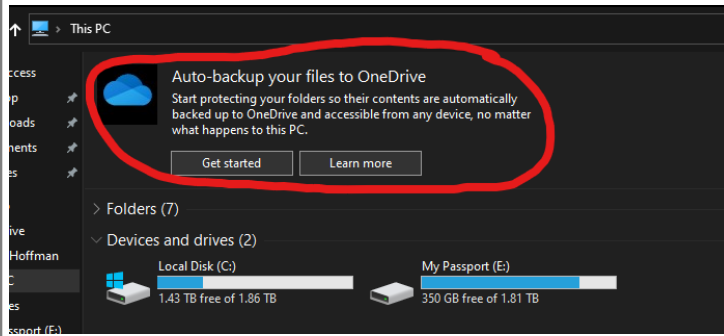 This PC
ccess
Auto-backup your files to OneDrive
op
Start protecting your folders so their contents are automatically
backed up to OneDrive and accessible from any device, no matter
what happens to this PC.
oads
nents
es
Get started
Learn more
Folders (7)
ive
Devices and drives (2)
Hoffman
Local Disk (C:)
My Passport (E:)
C
1.43 TB free of 1.86 TB
350 GB free of 1.81 TB
es
ssport (E:)